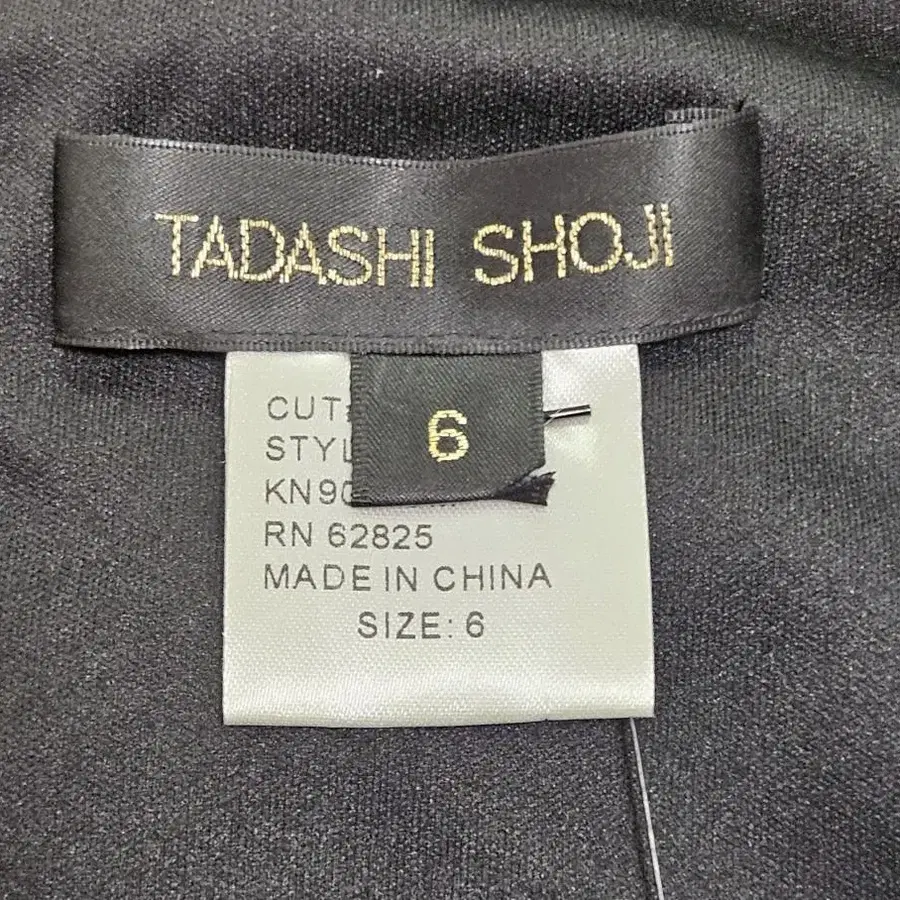 TADASHI SHOJI
6
CUT
RN 62825
MADE IN CHINA
SIZE: 6